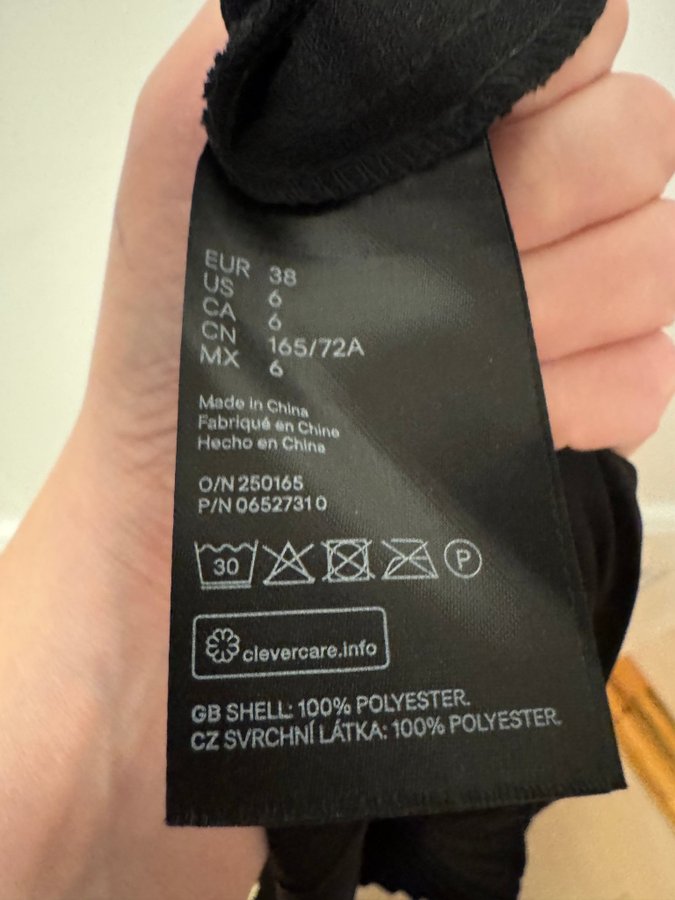 EUR 38
US 6
CA 6
CN 165/72A
MX 6
Made in China
Fabriqué en Chine
Hecho en China
O/N 250165
P/N 06527310
30 P
clevercare.info
GB SHELL: 100% POLYESTER.
CZ SVRCHNÍ LÁTKA: 100% POLYESTER.